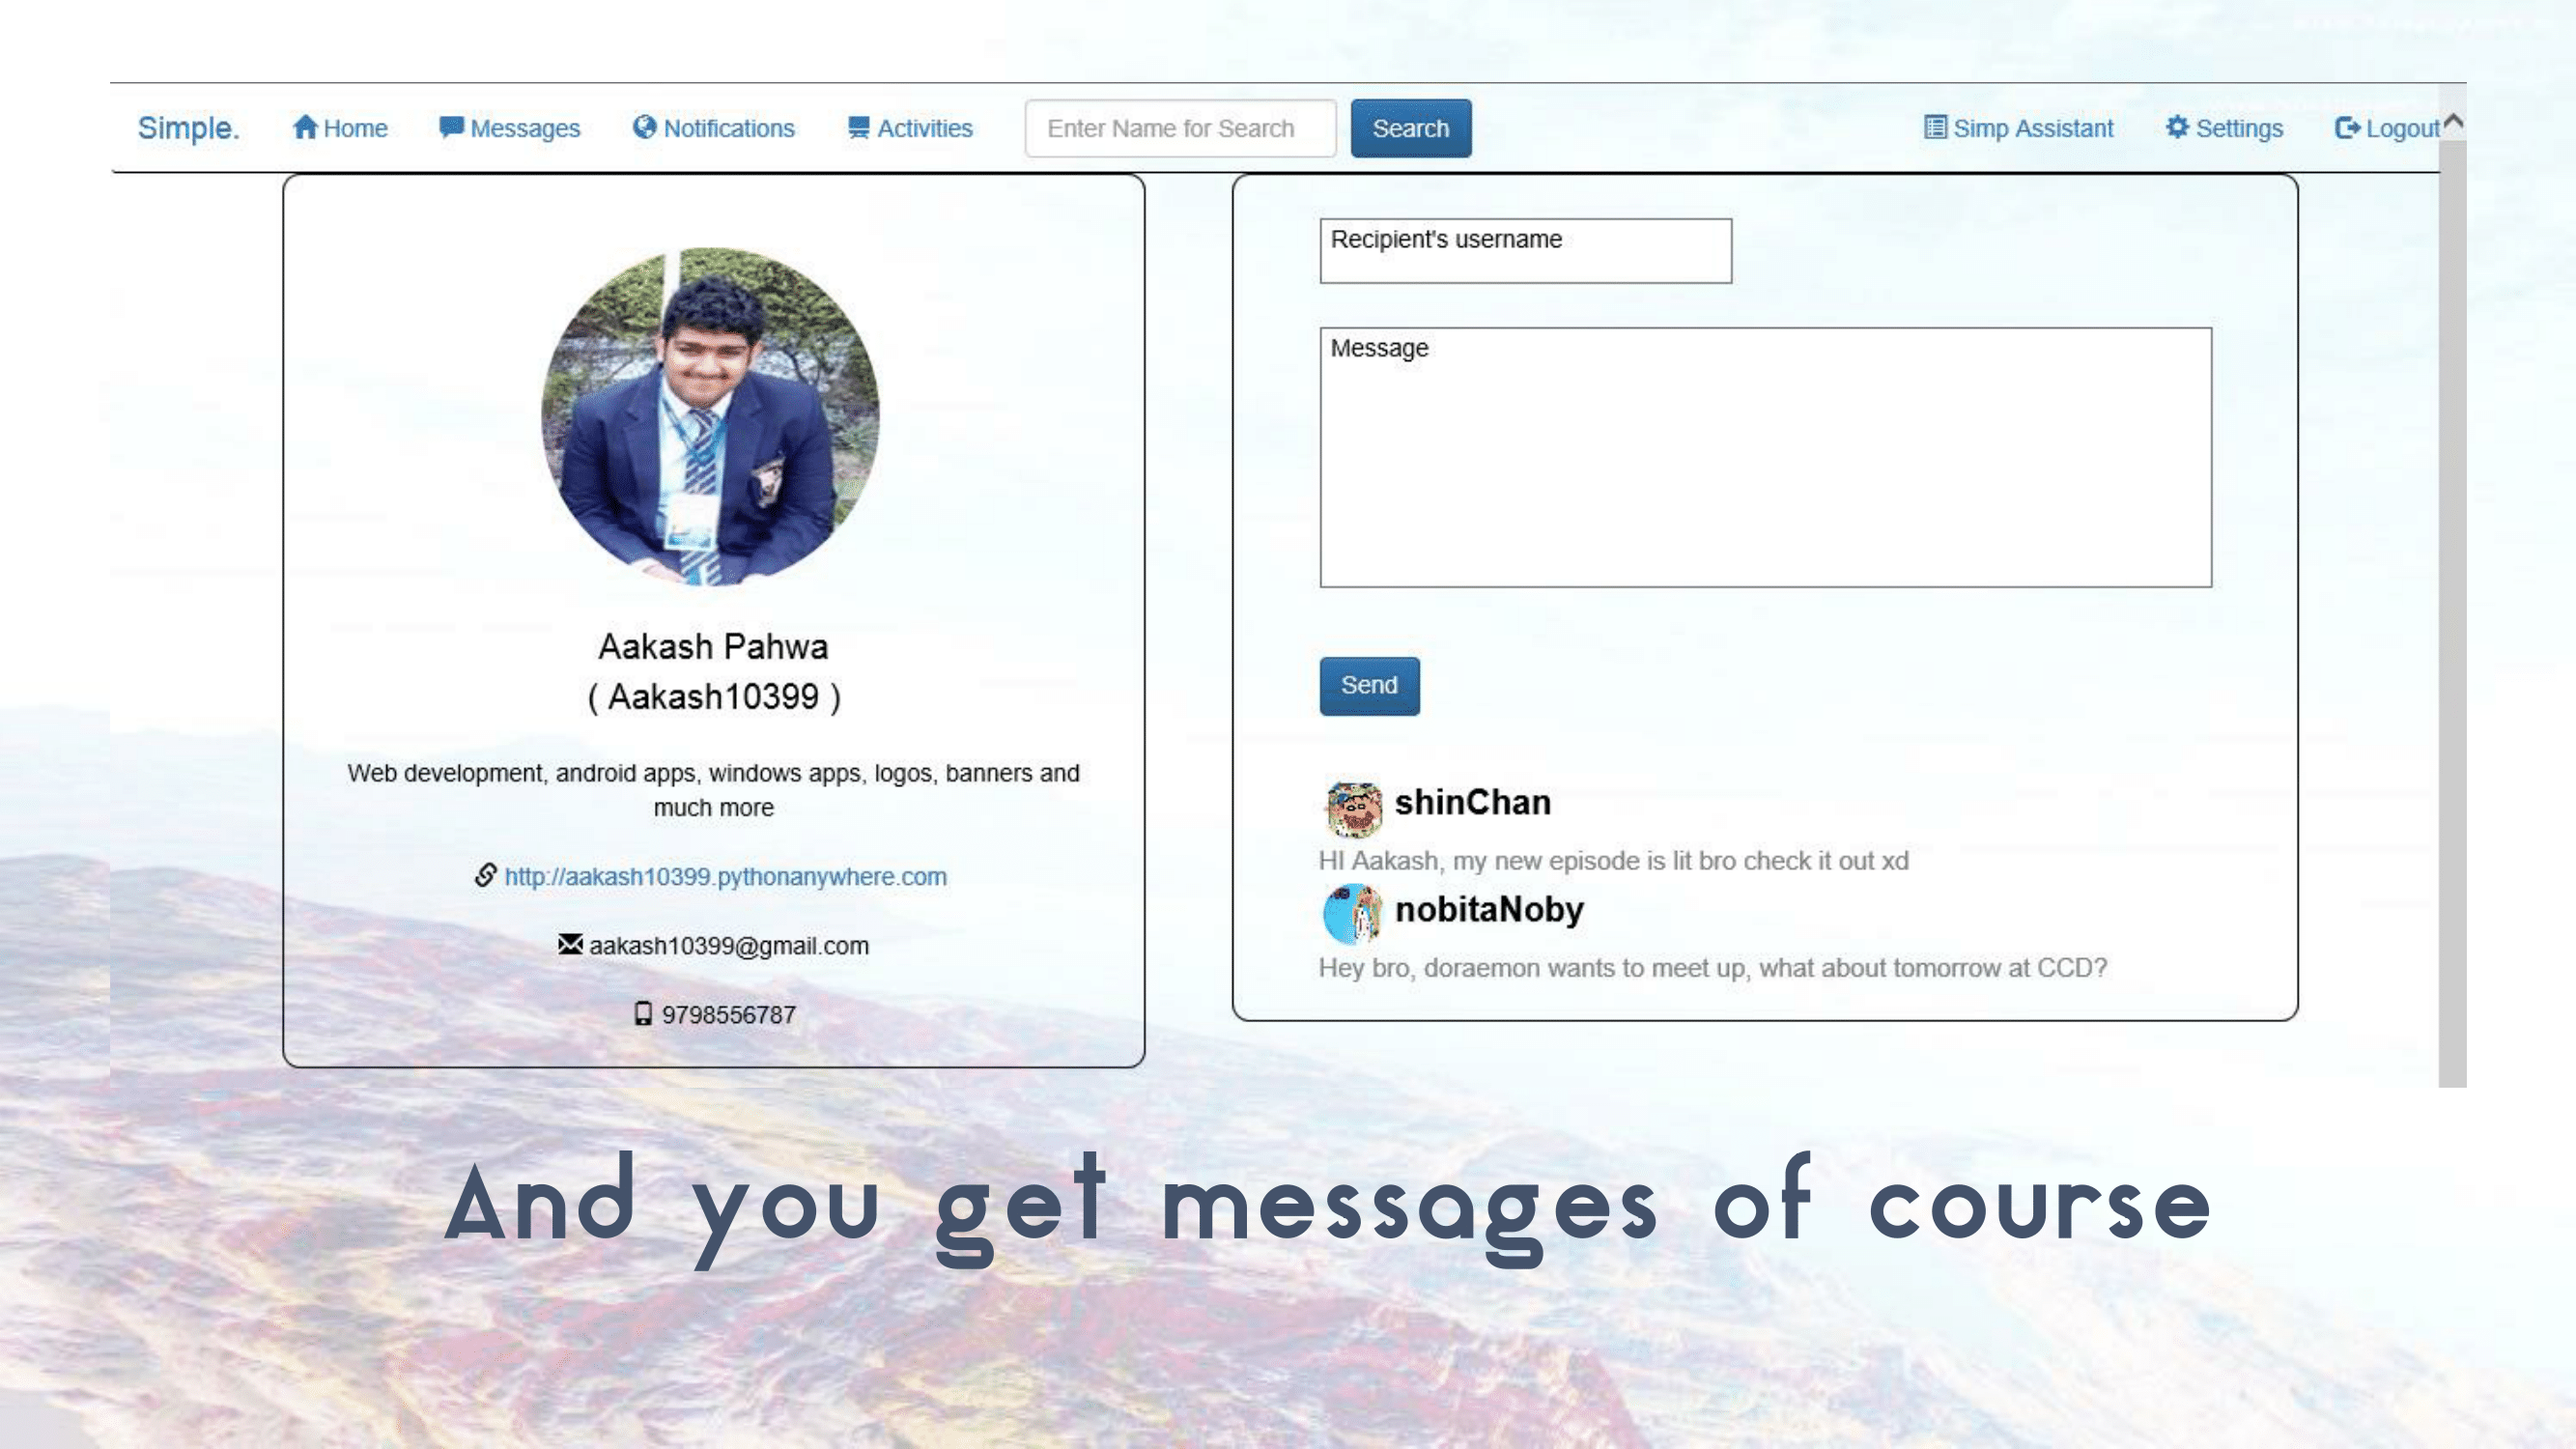 Simple.
Home
Messages
Notifications
Activities
Enter Name for Search
Search
Simp Assistant
Settings
Logout
Aakash Pahwa
( Aakash10399 )
Web development, android apps, windows apps, logos, banners and
much more
http://aakash10399.pythonanywhere.com
aakash10399@gmail.com
9798556787
Recipient's username
Message
Send
shinChan
HI Aakash, my new episode is lit bro check it out xd
nobitaNoby
Hey bro, doraemon wants to meet up, what about tomorrow at CCD?
And you get messages of course